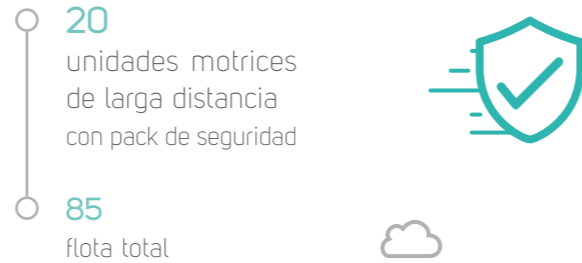 20
unidades motrices
de larga distancia
con pack de seguridad
85
flota total